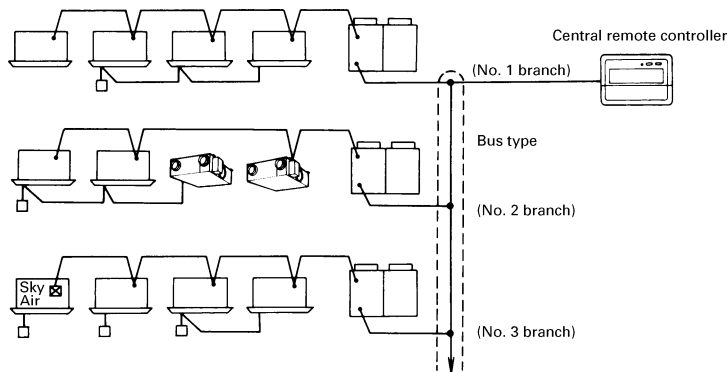 Central remote controller
(No. 1 branch)
Bus type
(No. 2 branch)
Sky
Air
(No. 3 branch)